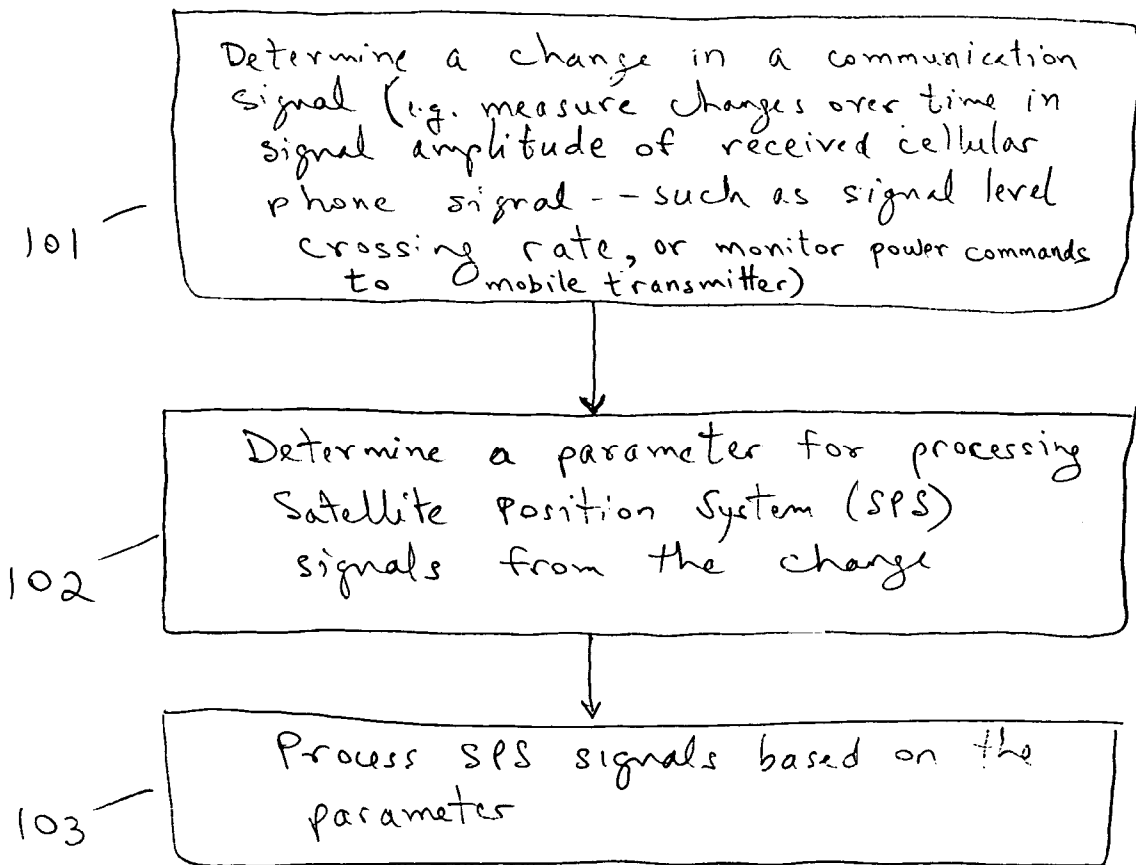 Determine a change in a communication
signal (e.g. measure changes over time in
signal amplitude of received cellular
phone signal -- such as signal level
crossing rate, or monitor power commands
to mobile transmitter)
101
Determine a parameter for processing
Satellite Position System (SPS)
signals from the change
102
Process SPS signals based on the
parameter
103